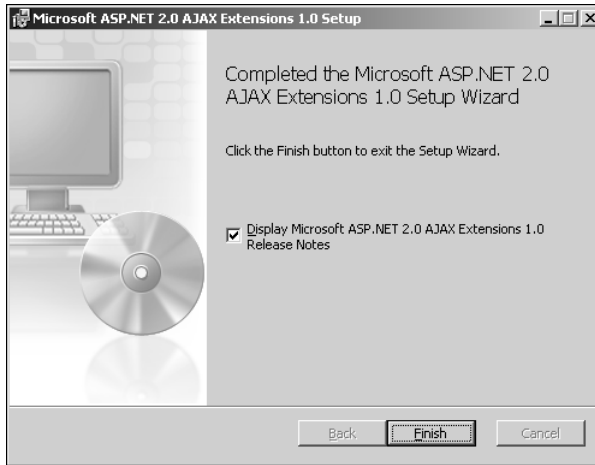 Microsoft ASP.NET 2.0 AJAX Extensions 1.0 Setup
Completed the Microsoft ASP.NET 2.0
AJAX Extensions 1.0 Setup Wizard
Click the Finish button to exit the Setup Wizard.
Display Microsoft ASP.NET 2.0 AJAX Extensions 1.0
Release Notes
Back
Finish
Cancel